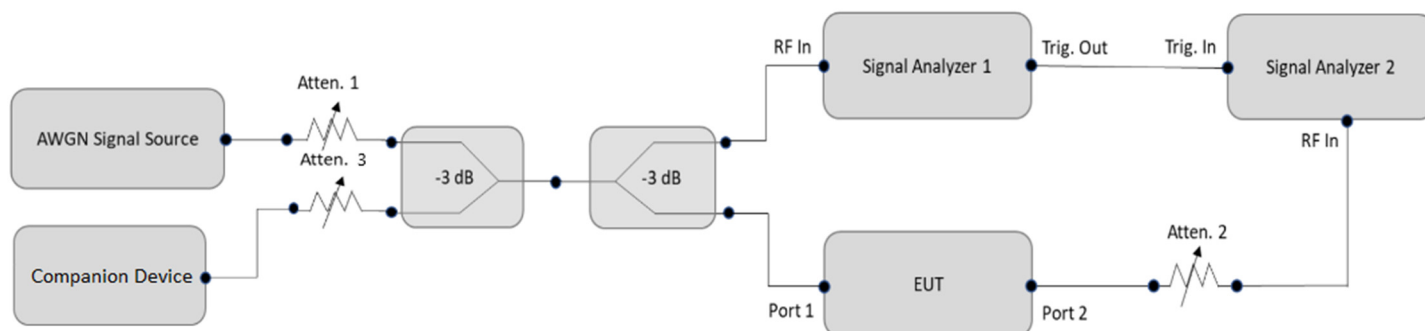 RF In
Signal Analyzer 1
Trig. Out
Trig. In
Signal Analyzer 2
RF In
Atten. 1
AWGN Signal Source
Atten. 3
-3 dB
-3 dB
Companion Device
Port 1
EUT
Port 2
Atten. 2